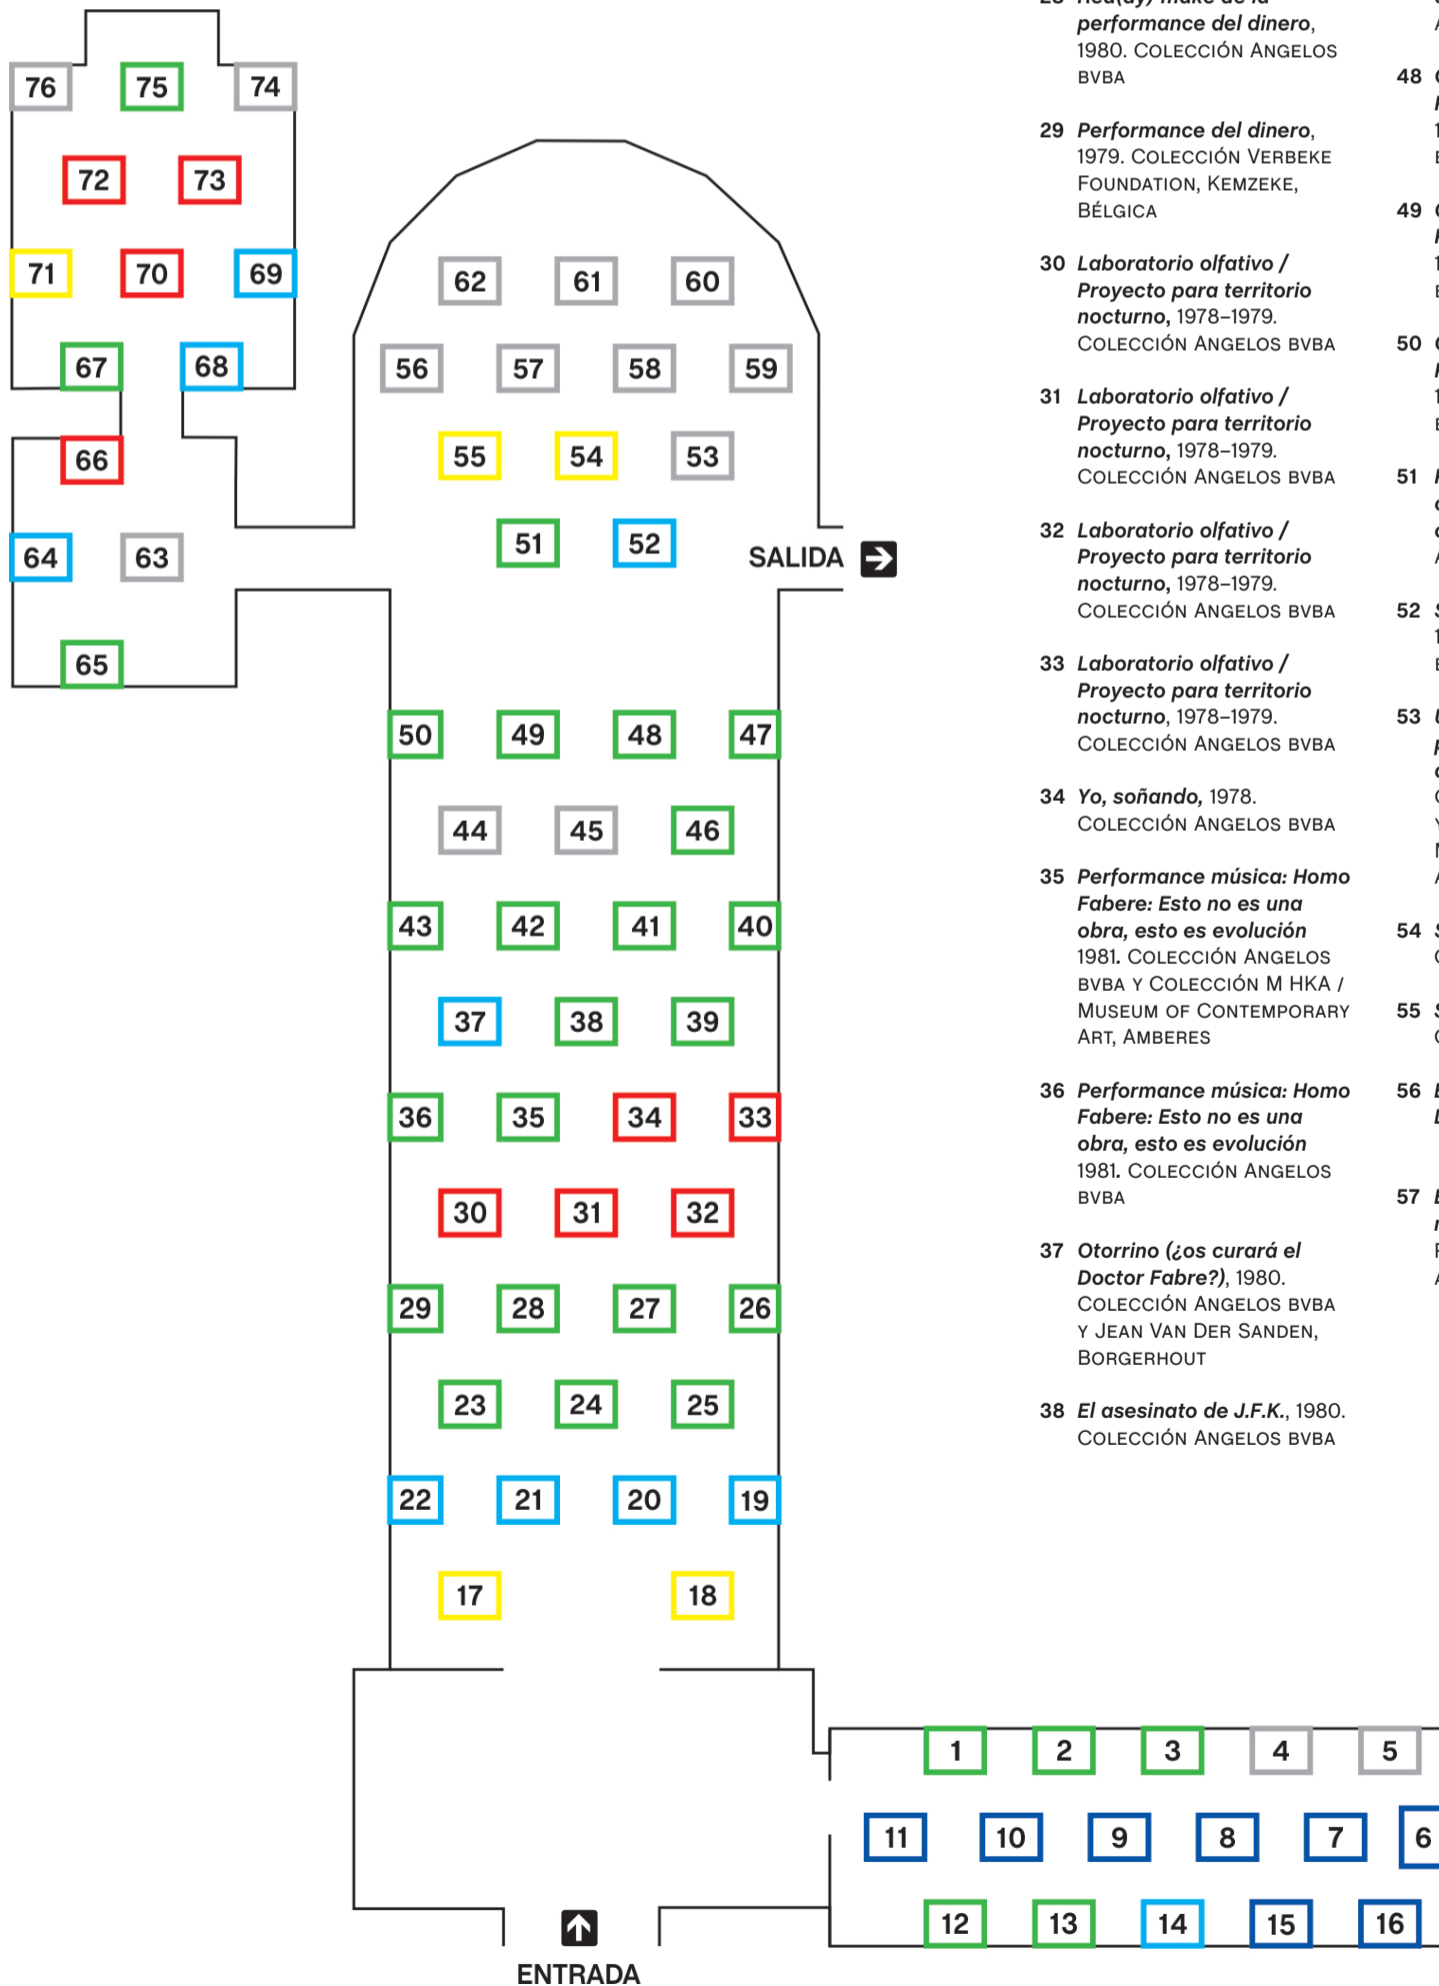 76 75 74
72 73
71 70 69
67 68
66
64 63
65
62 61 60
56 57 58 59
55 54 53
51 52
SALIDA
50 49 48 47
44 45 46
43 42 41 40
37 38 39
36 35 34 33
30 31 32
29 28 27 26
23 24 25
22 21 20 19
17 18
1 2 3 4 5
11 10 9 8 7 6
12 13 14 15 16
ENTRADA
performance del dinero,
1980. COLECCIÓN ANGELOS
BVBA
29 Performance del dinero,
1979. COLECCIÓN VERBEKE
FOUNDATION, KEMZEKE,
BÉLGICA
30 Laboratorio olfativo /
Proyecto para territorio
nocturno, 1978–1979.
COLECCIÓN ANGELOS BVBA
31 Laboratorio olfativo /
Proyecto para territorio
nocturno, 1978–1979.
COLECCIÓN ANGELOS BVBA
32 Laboratorio olfativo /
Proyecto para territorio
nocturno, 1978–1979.
COLECCIÓN ANGELOS BVBA
33 Laboratorio olfativo /
Proyecto para territorio
nocturno, 1978–1979.
COLECCIÓN ANGELOS BVBA
34 Yo, soñando, 1978.
COLECCIÓN ANGELOS BVBA
35 Performance música: Homo
Fabere: Esto no es una
obra, esto es evolución
1981. COLECCIÓN ANGELOS
BVBA Y COLECCIÓN M HKA /
MUSEUM OF CONTEMPORARY
ART, AMBERES
36 Performance música: Homo
Fabere: Esto no es una
obra, esto es evolución
1981. COLECCIÓN ANGELOS
BVBA
37 Otorrino (¿os curará el
Doctor Fabre?), 1980.
COLECCIÓN ANGELOS BVBA
Y JEAN VAN DER SANDEN,
BORGERHOUT
38 El asesinato de J.F.K., 1980.
COLECCIÓN ANGELOS BVBA
48
49
50
51
52
53
54
55
56
57